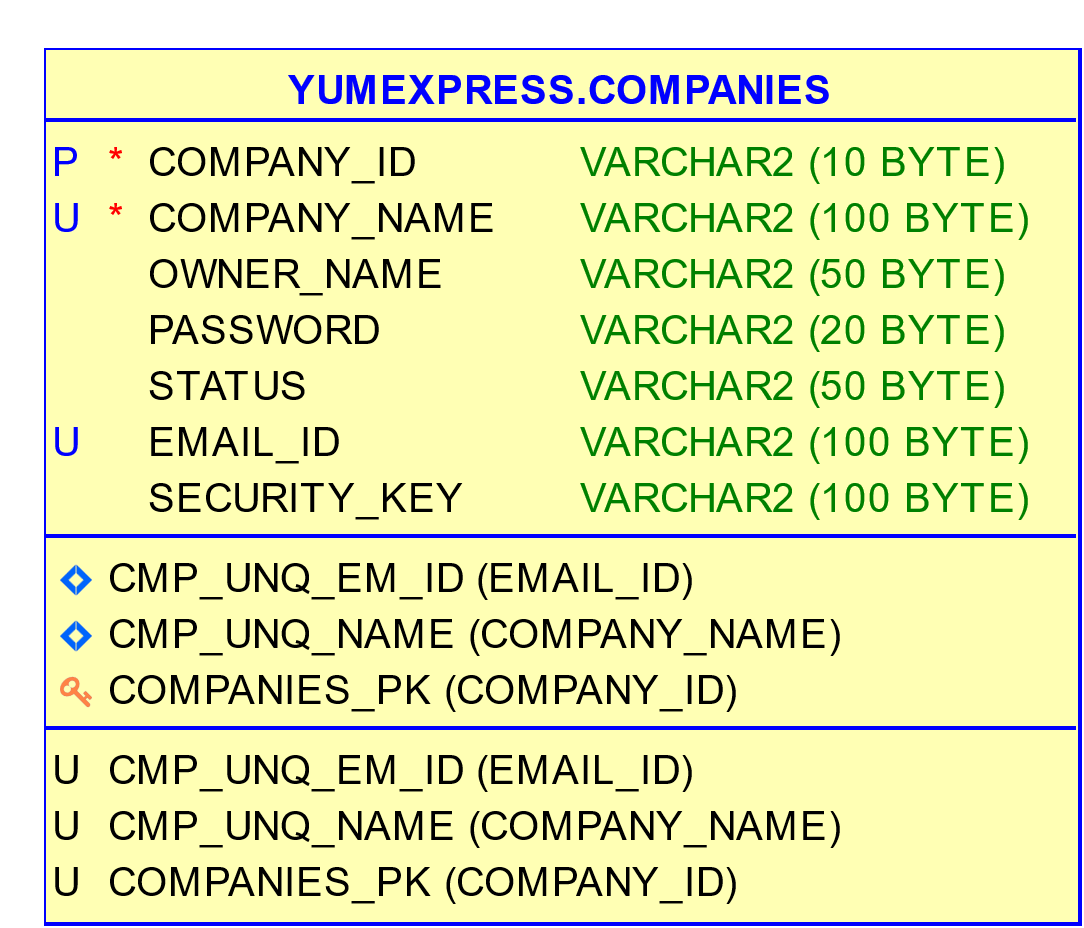 YUMEXPRESS.COMPANIES
P * COMPANY_ID VARCHAR2 (10 BYTE)
U * COMPANY_NAME VARCHAR2 (100 BYTE)
OWNER_NAME VARCHAR2 (50 BYTE)
PASSWORD VARCHAR2 (20 BYTE)
STATUS VARCHAR2 (50 BYTE)
U EMAIL_ID VARCHAR2 (100 BYTE)
SECURITY_KEY VARCHAR2 (100 BYTE)
CMP_UNQ_EM_ID (EMAIL_ID)
CMP_UNQ_NAME (COMPANY_NAME)
COMPANIES_PK (COMPANY_ID)
U CMP_UNQ_EM_ID (EMAIL_ID)
U CMP_UNQ_NAME (COMPANY_NAME)
U COMPANIES_PK (COMPANY_ID)